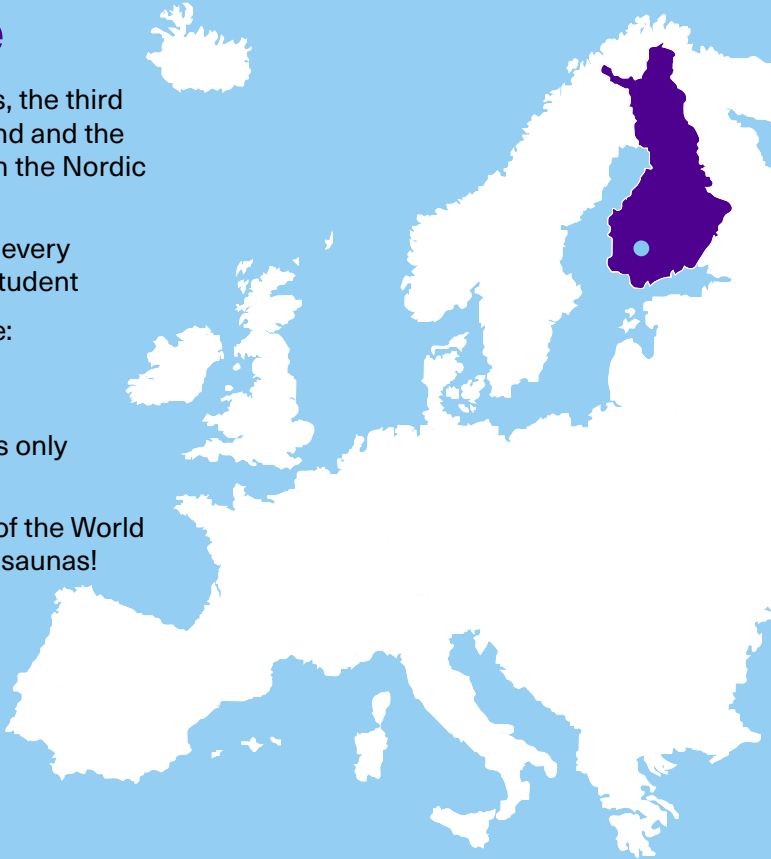 e
s, the third
nd and the
n the Nordic
every
tudent
e:
s only
of the World
saunas!